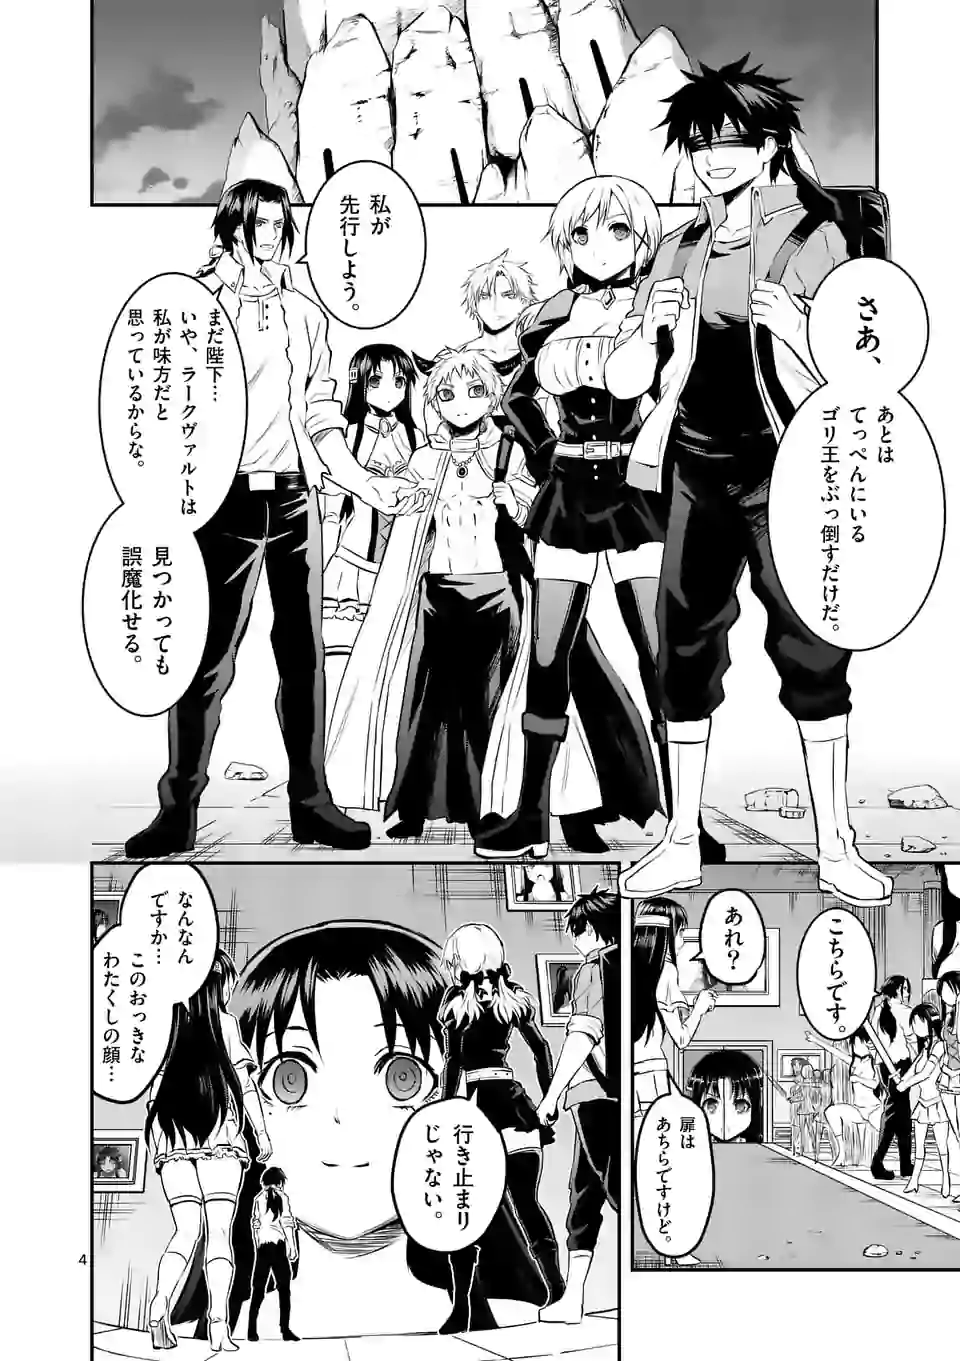 さあ、
あとは
てっぺんにいる
ゴリ王をぶっ倒すだけだ。
私が
先行しよう。
まだ陛下…
いや、ラークヴァルトは
私が味方だと
思っているからな。
見つかっても
誤魔化せる。
こちらです。
あれ?
扉は
あちらですけど。
行き止まり
じゃない。
なんなん
ですか…
このおっきな
わたくしの顔…
4